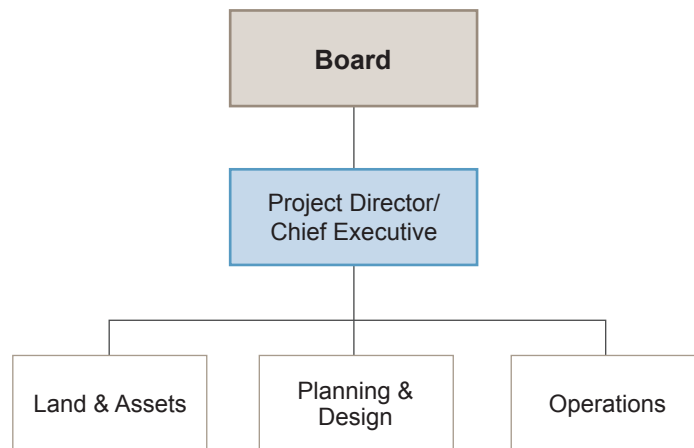 Board
Project Director/
Chief Executive
Land & Assets
Planning &
Design
Operations